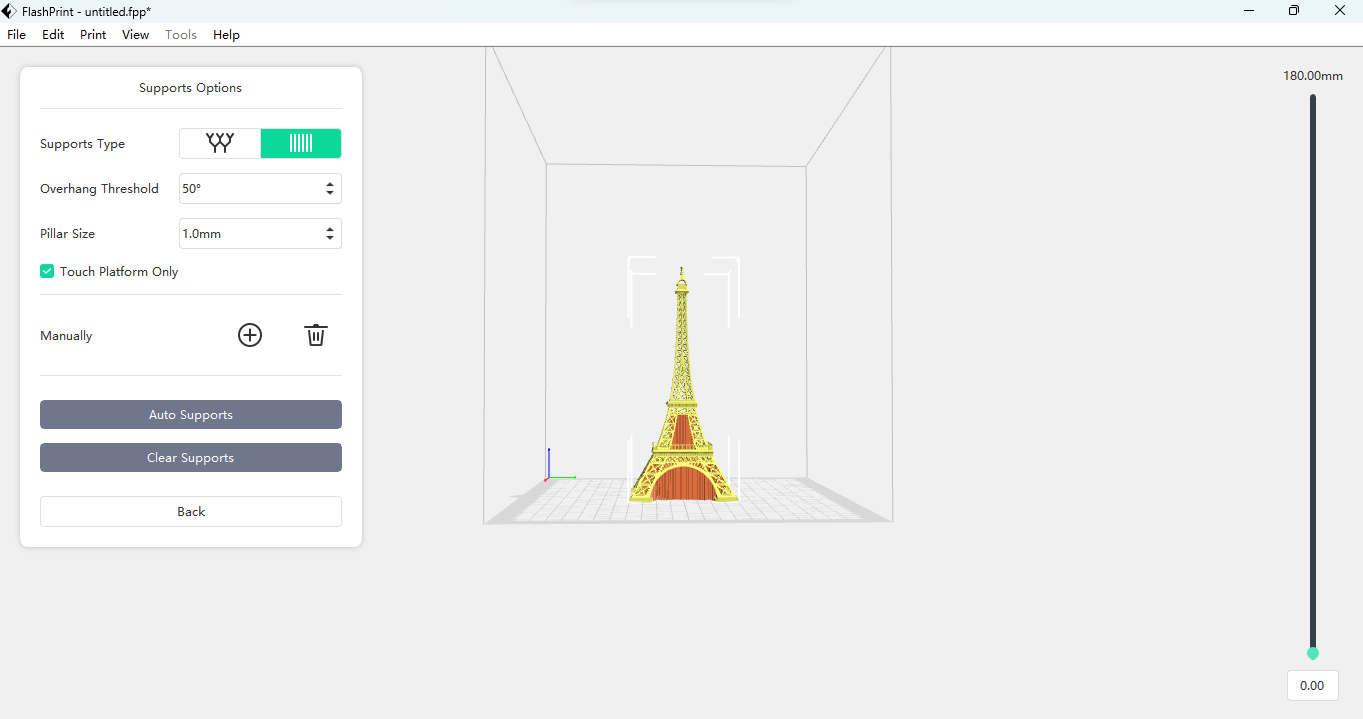 FlashPrint - untitled.fpp*
File Edit Print View Tools Help
Supports Options
180.00mm
Supports Type
Overhang Threshold 50°
Pillar Size 1.0mm
Touch Platform Only
Manually
Auto Supports
Clear Supports
Back
0.00